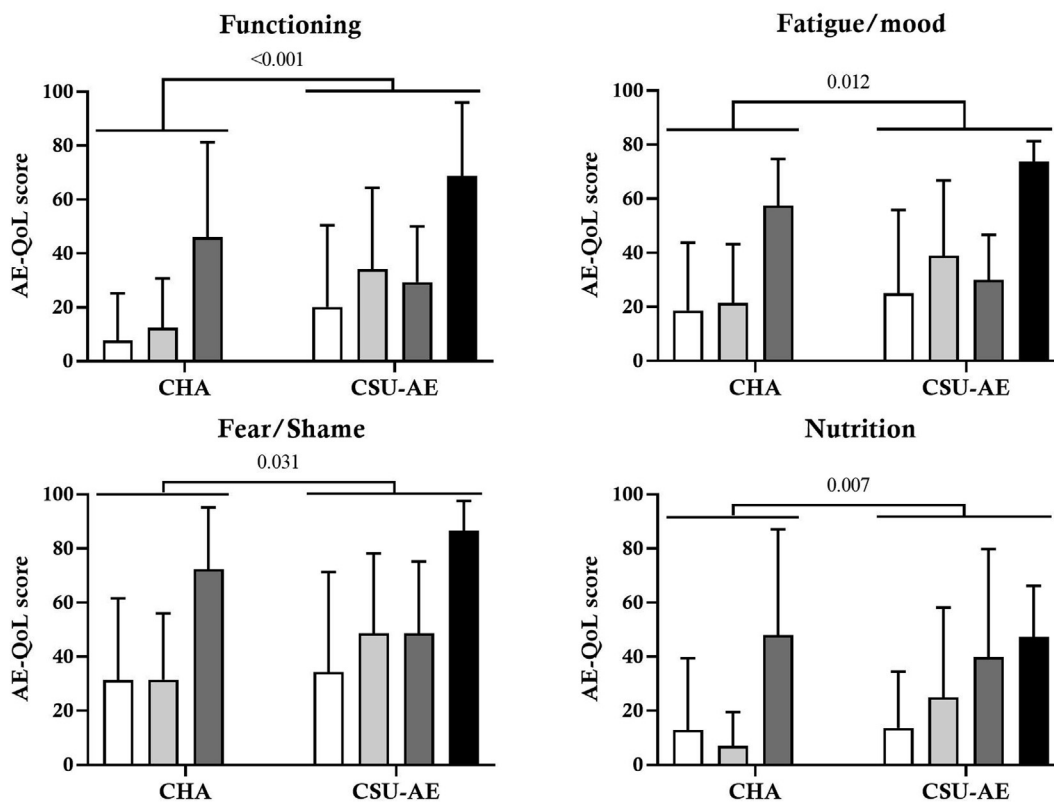 Functioning
<0.001
AE-QoL score
100
80
60
40
20
0
CHA CSU-AE
Fatigue/mood
0.012
AE-QoL score
100
80
60
40
20
0
CHA CSU-AE
Fear/Shame
0.031
AE-QoL score
100
80
60
40
20
0
CHA CSU-AE
Nutrition
0.007
AE-QoL score
100
80
60
40
20
0
CHA CSU-AE